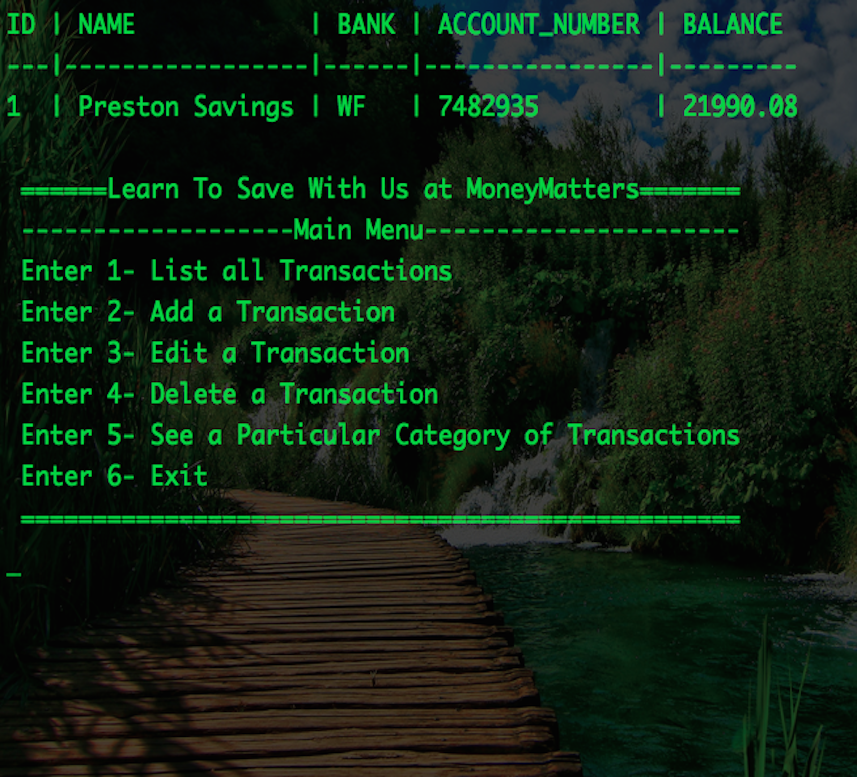 ID | NAME            | BANK | ACCOUNT_NUMBER | BALANCE
---|-----------------|------|----------------|---------
1  | Preston Savings | WF   | 7482935        | 21990.08
======Learn To Save With Us at MoneyMatters=======
-------------------Main Menu----------------------
Enter 1- List all Transactions
Enter 2- Add a Transaction
Enter 3- Edit a Transaction
Enter 4- Delete a Transaction
Enter 5- See a Particular Category of Transactions
Enter 6- Exit
==================================================
_